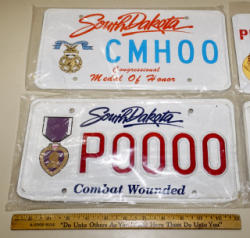 South Dakota
CMH00
Congressional
Medal of Honor
South Dakota
P0000
Combat Wounded
"Do Unto Others As You Would Have Them Do Unto You"